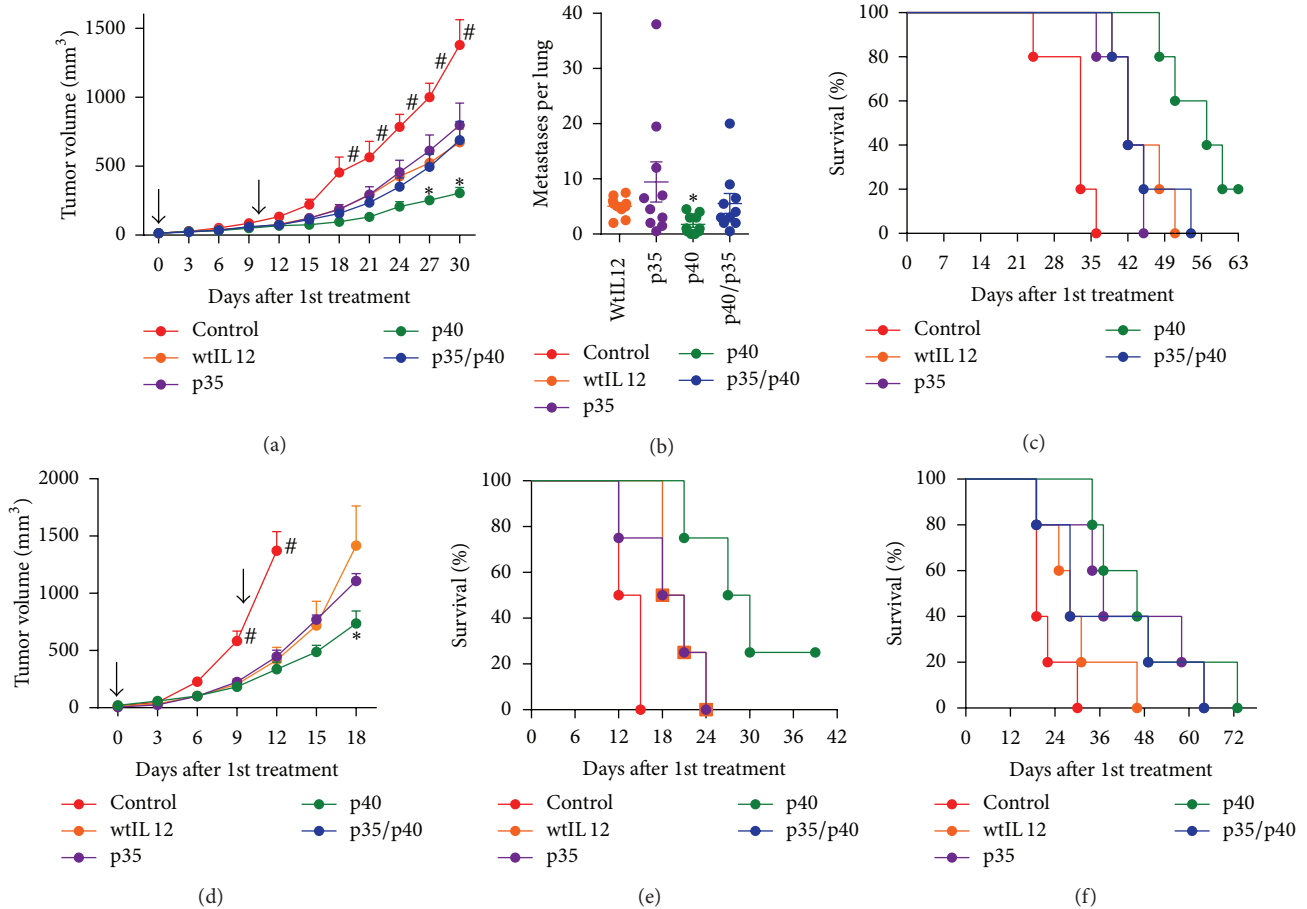 Tumor volume (mm³)
1500
1000
500
0
#
#
#
#
#
*
*
0 3 6 9 12 15 18 21 24 27 30
Days after 1st treatment
Control
wtIL 12
p35
p40
p35/p40
(a)
Metastases per lung
40
30
20
10
0
*
WtIL12
p35
p40
p40/p35
Control
wtIL 12
p35
p40
p35/p40
(b)
Survival (%)
100
80
60
40
20
0
0 7 14 21 28 35 42 49 56 63
Days after 1st treatment
Control
wtIL 12
p35
p40
p35/p40
(c)
Tumor volume (mm³)
2000
1500
1000
500
0
#
#
*
0 3 6 9 12 15 18
Days after 1st treatment
Control
wtIL 12
p35
p40
p35/p40
(d)
Survival (%)
100
75
50
25
0
0 6 12 18 24 30 36 42
Days after 1st treatment
Control
wtIL 12
p35
p40
p35/p40
(e)
Survival (%)
100
80
60
40
20
0
0 12 24 36 48 60 72
Days after 1st treatment
Control
wtIL 12
p35
p40
p35/p40
(f)